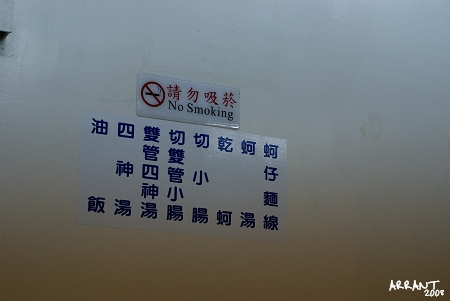 請勿吸菸
No Smoking
蚵仔麵線
蚵湯
乾蚵
切小腸
切雙管小腸
雙管四神湯
四神湯
油飯
ARRANT
2008